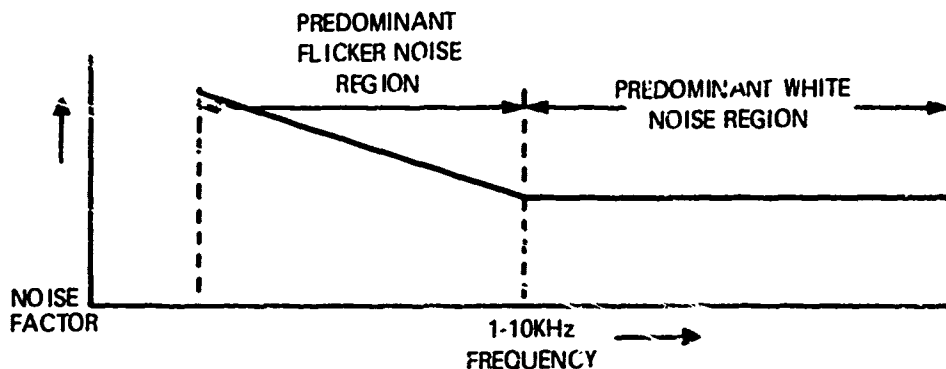 PREDOMINANT
FLICKER NOISE
REGION
PREDOMINANT WHITE
NOISE REGION
NOISE
FACTOR
1-10KHz
FREQUENCY